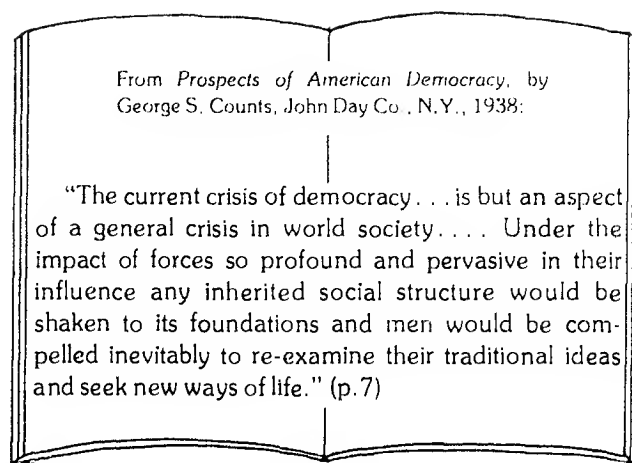 From Prospects of American Democracy, by
George S. Counts, John Day Co., N.Y., 1938:
"The current crisis of democracy. . . is but an aspect
of a general crisis in world society. . . . Under the
impact of forces so profound and pervasive in their
influence any inherited social structure would be
shaken to its foundations and men would be com-
pelled inevitably to re-examine their traditional ideas
and seek new ways of life." (p.7)